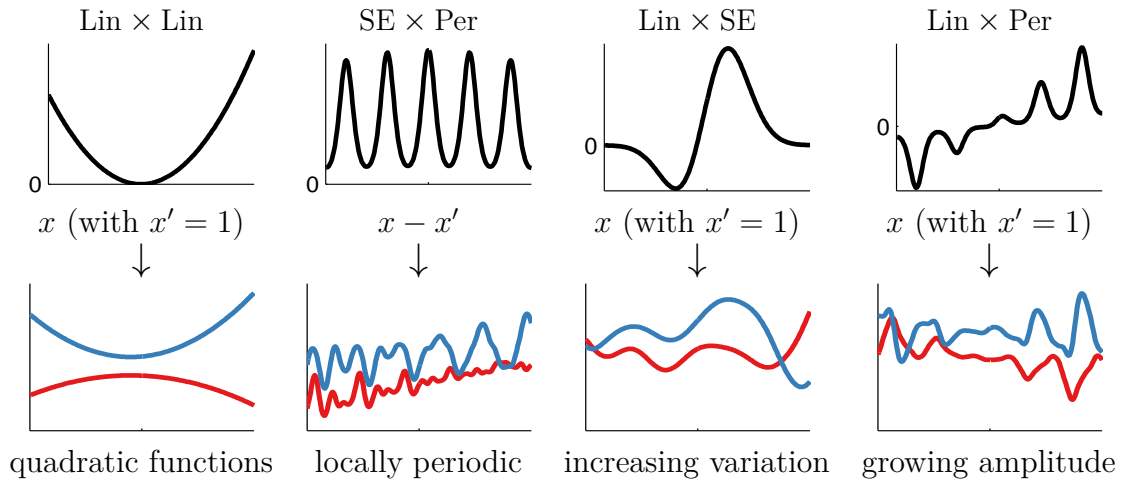 Lin × Lin
SE × Per
Lin × SE
Lin × Per
0
0
0
0
x (with x′ = 1)
x − x′
x (with x′ = 1)
x (with x′ = 1)
↓
↓
↓
↓
quadratic functions
locally periodic
increasing variation
growing amplitude